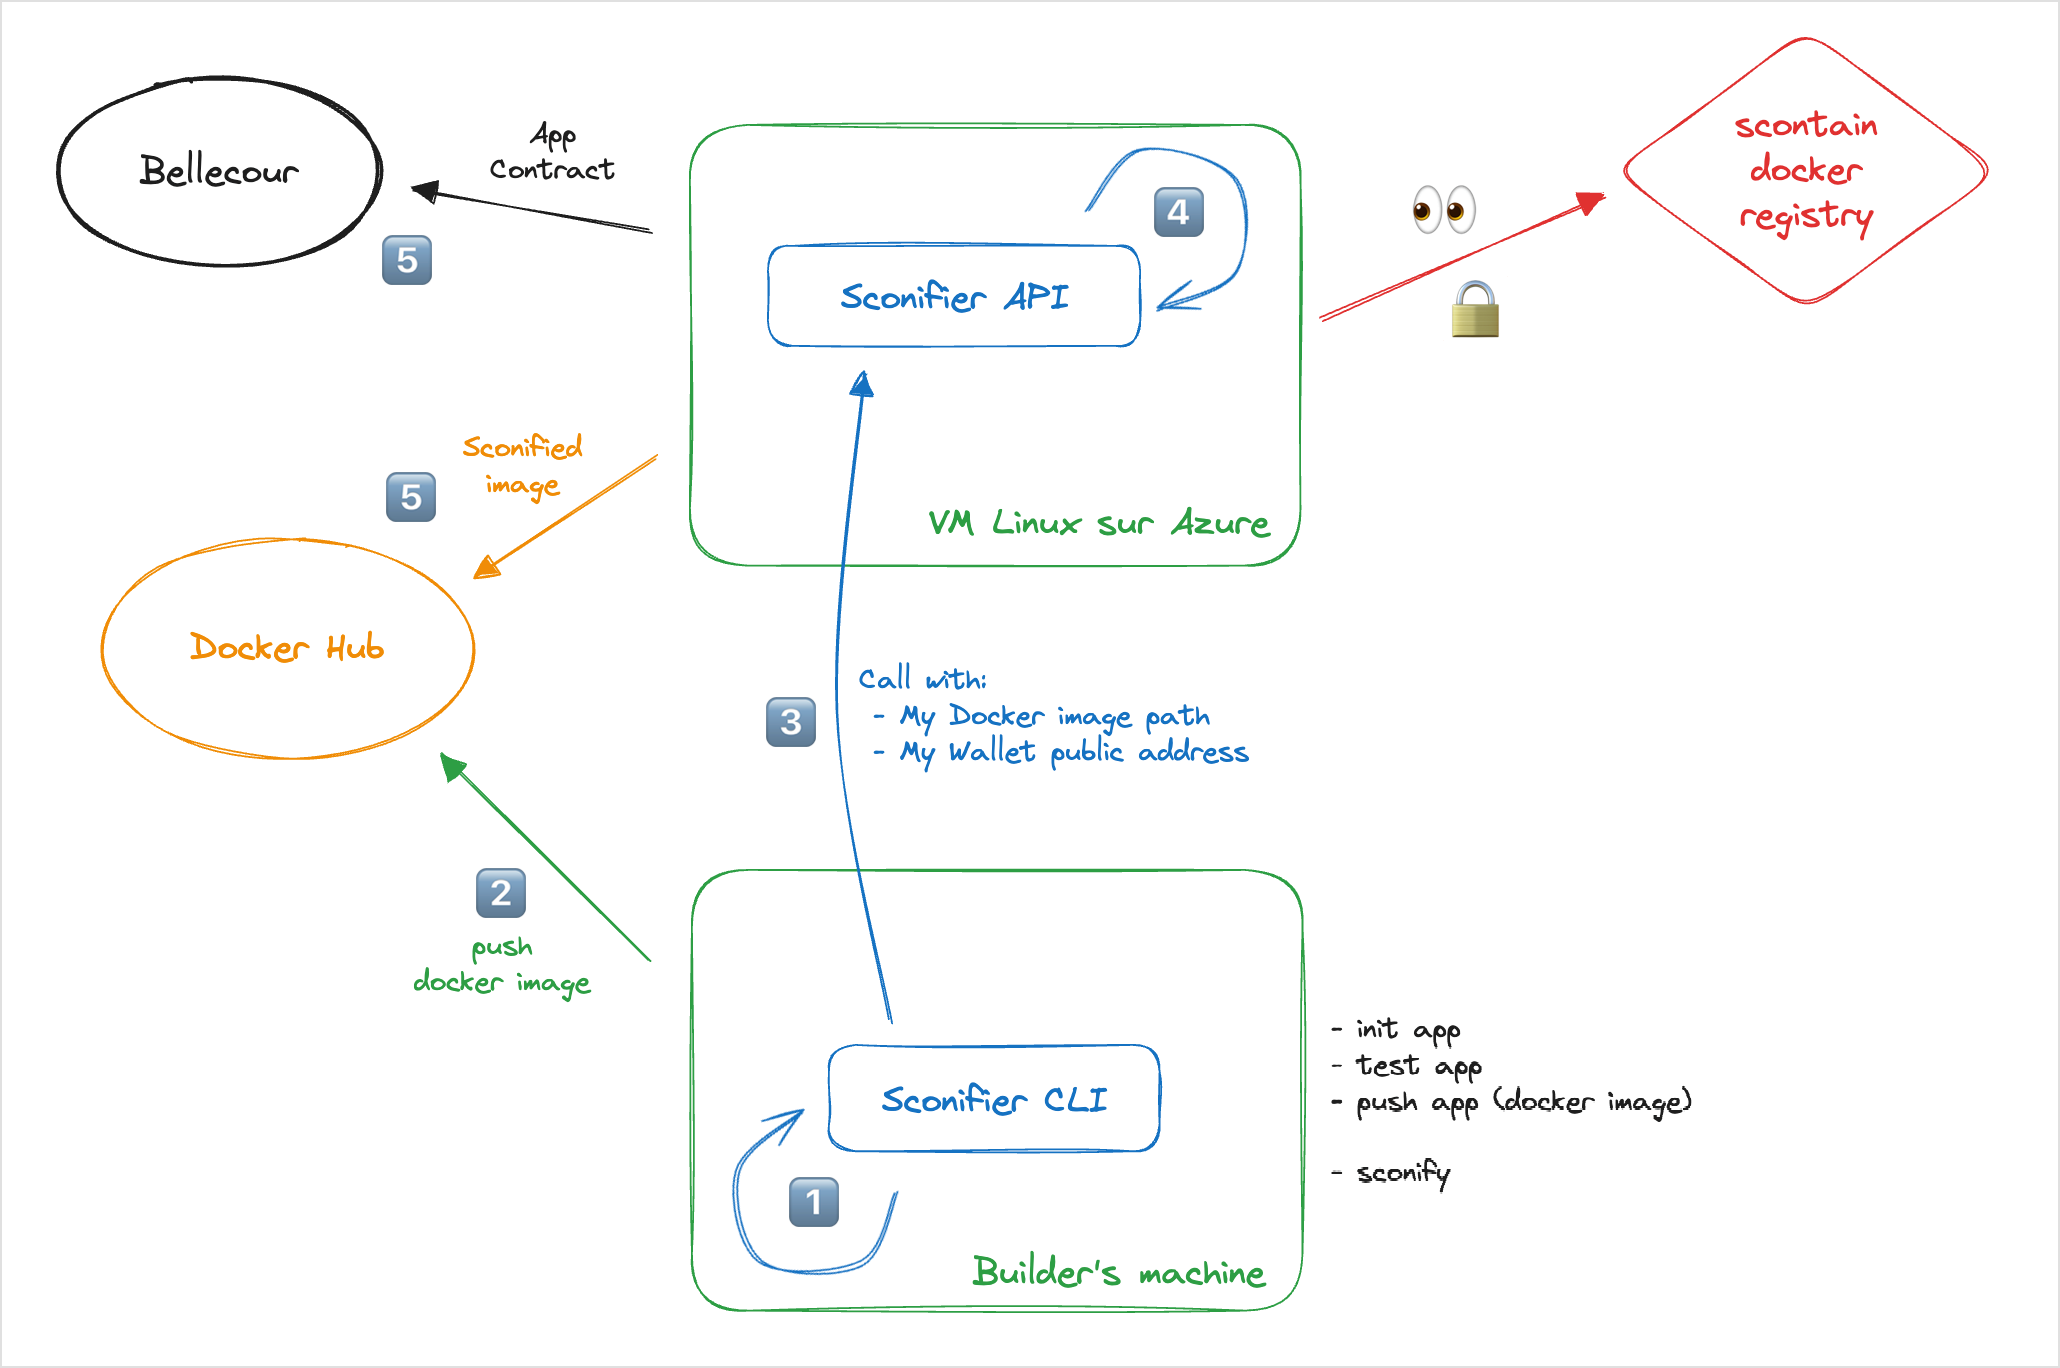 Bellecour
App
Contract
5
Sconifier API
4
VM Linux sur Azure
scontain
docker
registry
Sconified
image
5
Docker Hub
3
Call with:
- My Docker image path
- My Wallet public address
2
push
docker image
Sconifier CLI
1
Builder's machine
- init app
- test app
- push app (docker image)
- sconify